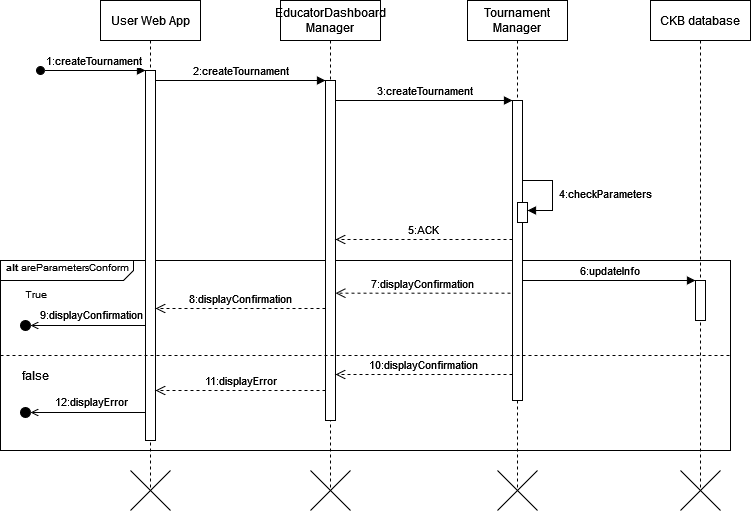 User Web App
EducatorDashboard
Manager
Tournament
Manager
CKB database
1:createTournament
2:createTournament
3:createTournament
4:checkParameters
5:ACK
alt areParametersConform
6:updateInfo
7:displayConfirmation
True
8:displayConfirmation
9:displayConfirmation
10:displayConfirmation
false
11:displayError
12:displayError